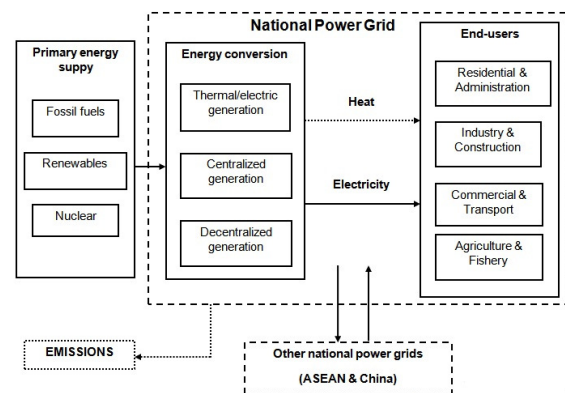 National Power Grid
Primary energy
suppy
Fossil fuels
Renewables
Nuclear
Energy conversion
Thermal/electric
generation
Centralized
generation
Decentralized
generation
Heat
Electricity
End-users
Residential &
Administration
Industry &
Construction
Commercial &
Transport
Agriculture &
Fishery
EMISSIONS
Other national power grids
(ASEAN & China)